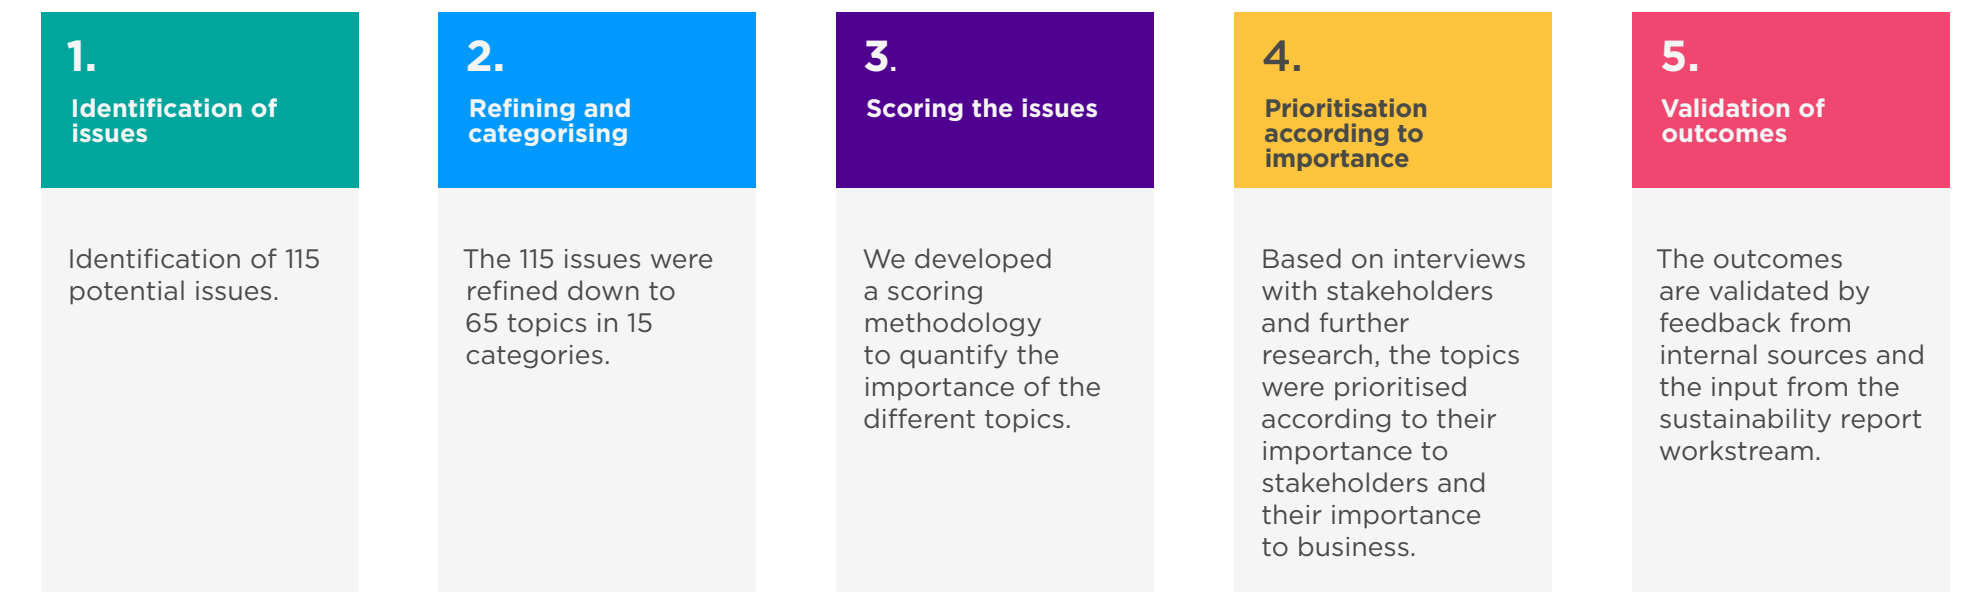 1.
Identification of
issues
Identification of 115
potential issues.
2.
Refining and
categorising
The 115 issues were
refined down to
65 topics in 15
categories.
3.
Scoring the issues
We developed
a scoring
methodology
to quantify the
importance of the
different topics.
4.
Prioritisation
according to
importance
Based on interviews
with stakeholders
and further
research, the topics
were prioritised
according to their
importance to
stakeholders and
their importance
to business.
5.
Validation of
outcomes
The outcomes
are validated by
feedback from
internal sources and
the input from the
sustainability report
workstream.